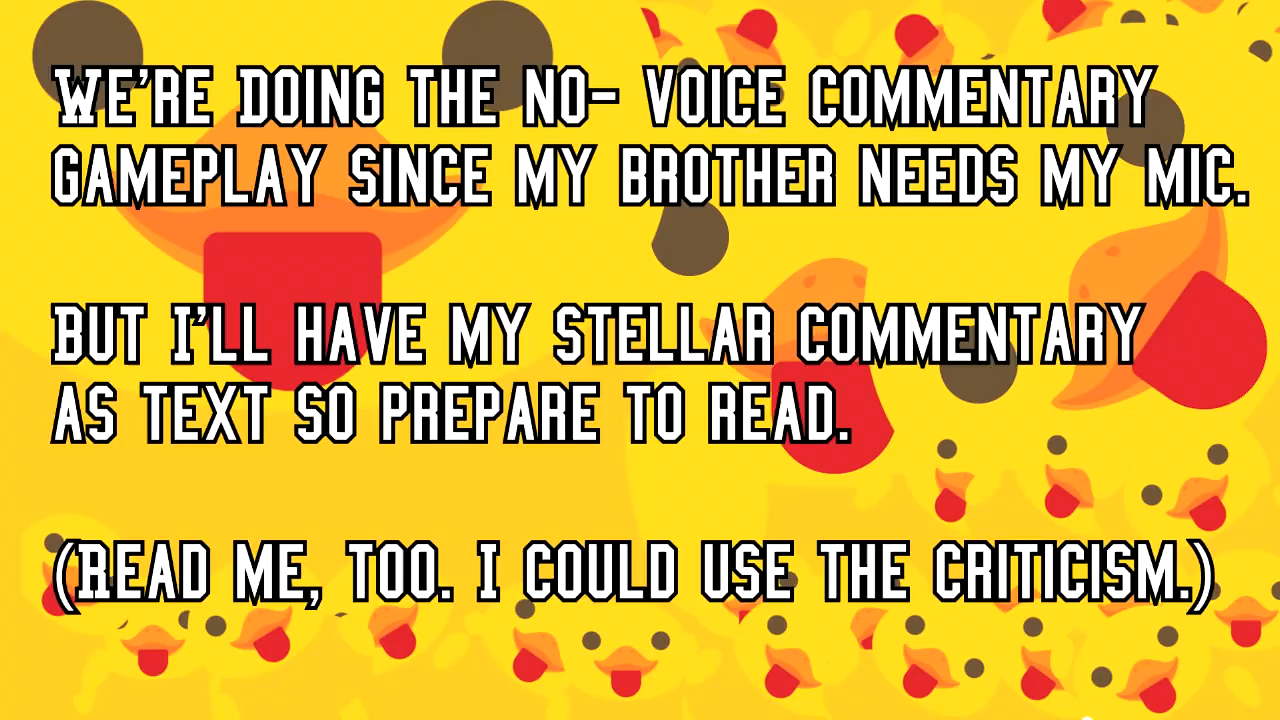 WE'RE DOING THE NO- VOICE COMMENTARY
GAMEPLAY SINCE MY BROTHER NEEDS MY MIC.
BUT I'LL HAVE MY STELLAR COMMENTARY
AS TEXT SO PREPARE TO READ.
(READ ME, TOO. I COULD USE THE CRITICISM.)